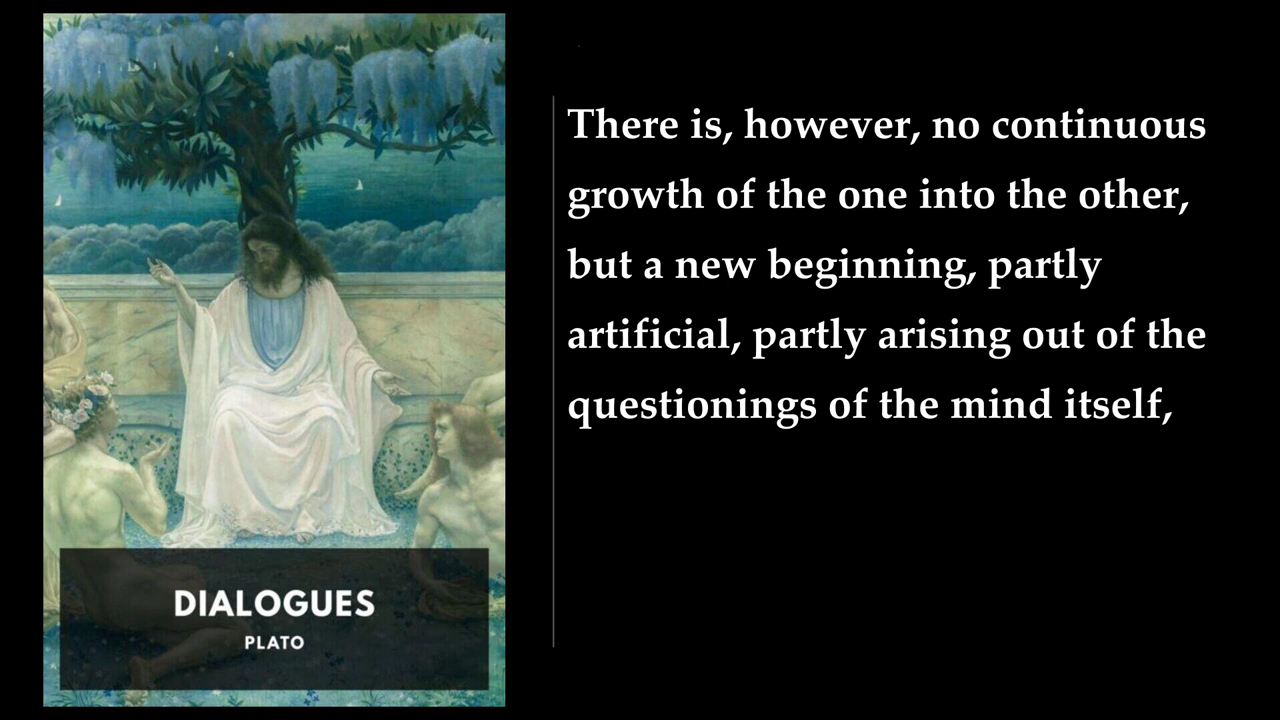 There is, however, no continuous
growth of the one into the other,
but a new beginning, partly
artificial, partly arising out of the
questionings of the mind itself,
DIALOGUES
PLATO